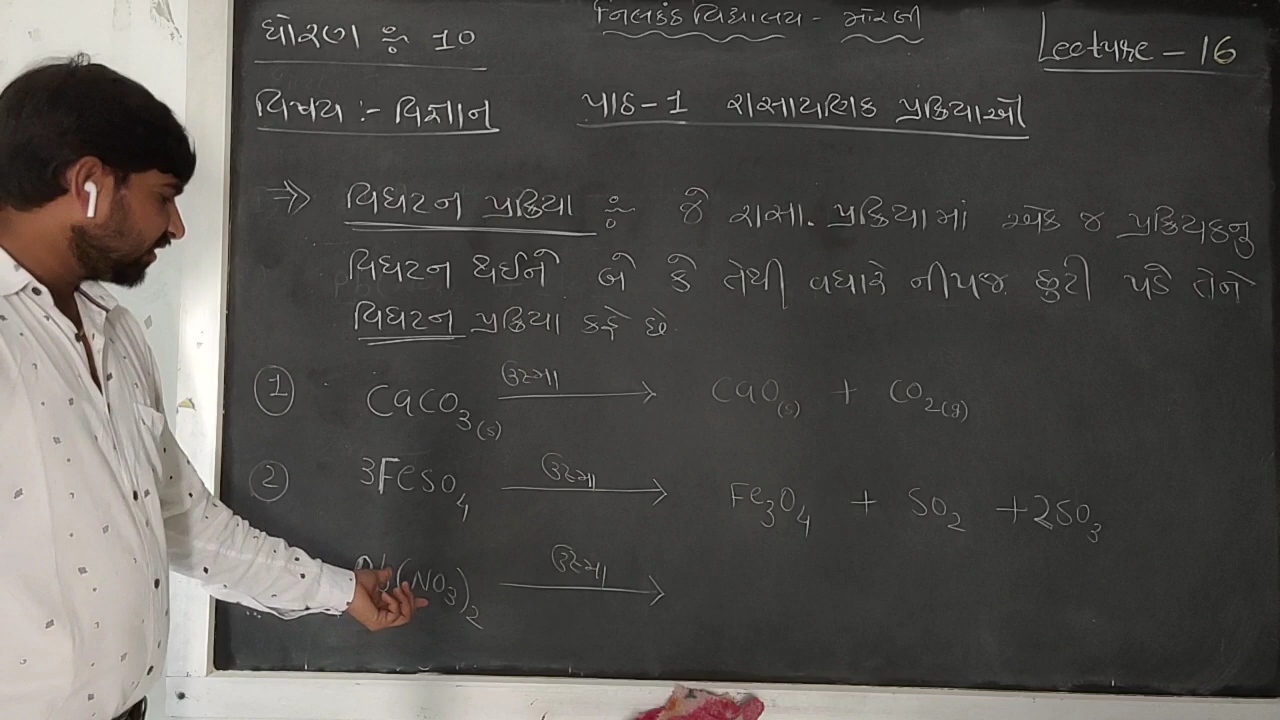 નિલકંઠ વિદ્યાલય - મોરબી
ધોરણ ઃ 10
Lecture - 16
વિષય :- વિજ્ઞાન
પાઠ-1 રાસાયણિક પ્રક્રિયાઓ
⇒ વિઘટન પ્રક્રિયા ઃ જે રાસા. પ્રક્રિયામાં એક જ પ્રક્રિયકનુ
વિઘટન થઈને બે કે તેથી વધારે નીપજ છુટી પડે તેને
વિઘટન પ્રક્રિયા કહે છે.
① CaCO₃(s) ઉષ્મા → CaO(s) + CO₂(g)
② 3FeSO₄ ઉષ્મા → Fe₃O₄ + SO₂ + 2SO₃
(NO₃)₂ ઉષ્મા →